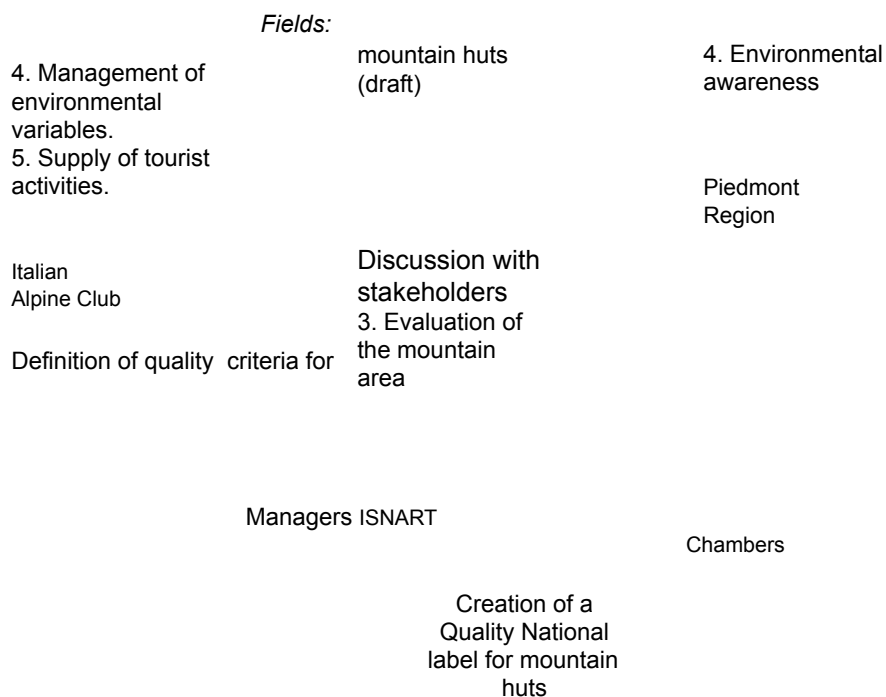 Fields:
4. Management of
environmental
variables.
5. Supply of tourist
activities.
mountain huts
(draft)
4. Environmental
awareness
Piedmont
Region
Italian
Alpine Club
Discussion with
stakeholders
3. Evaluation of
the mountain
area
Definition of quality  criteria for
Managers ISNART
Chambers
Creation of a
Quality National
label for mountain
huts